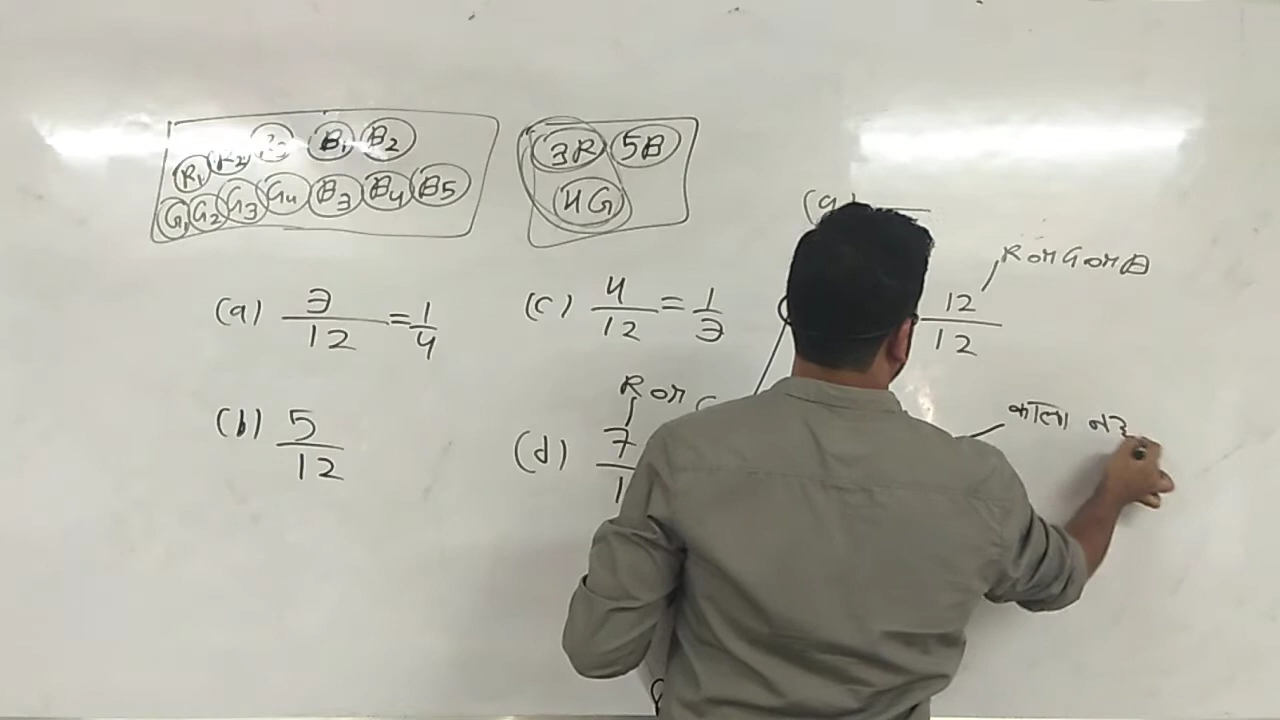 R1 R2 B1 B2
G1 G2 G3 G4 B3 B4 B5
3R 5B
4G
(a) 3/12 = 1/4
(b) 5/12
(c) 4/12 = 1/3
R or
(d) 7
R or G or B
12/12
काला